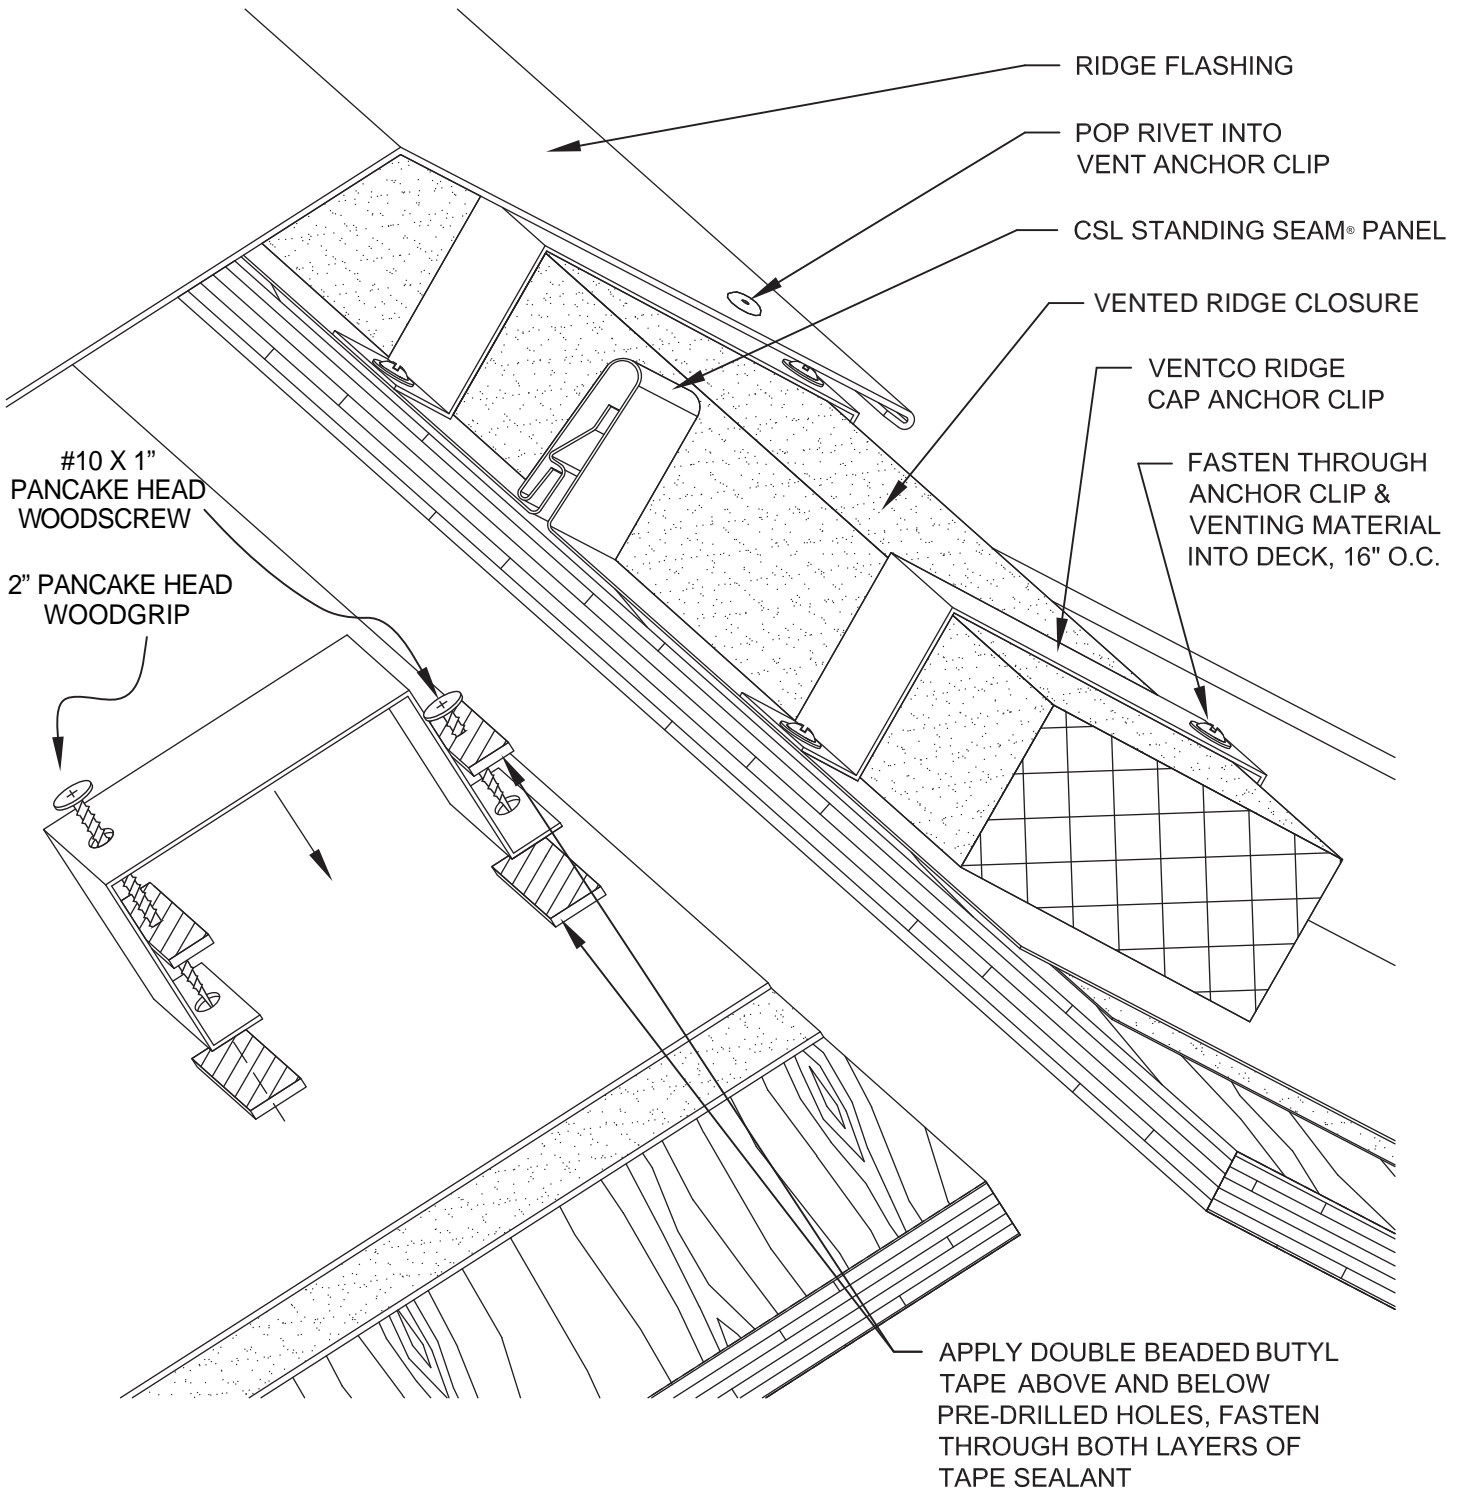 RIDGE FLASHING
POP RIVET INTO
VENT ANCHOR CLIP
CSL STANDING SEAM® PANEL
VENTED RIDGE CLOSURE
VENTCO RIDGE
CAP ANCHOR CLIP
FASTEN THROUGH
ANCHOR CLIP &
VENTING MATERIAL
INTO DECK, 16" O.C.
#10 X 1”
PANCAKE HEAD
WOODSCREW
2” PANCAKE HEAD
WOODGRIP
APPLY DOUBLE BEADED BUTYL
TAPE ABOVE AND BELOW
PRE-DRILLED HOLES, FASTEN
THROUGH BOTH LAYERS OF
TAPE SEALANT